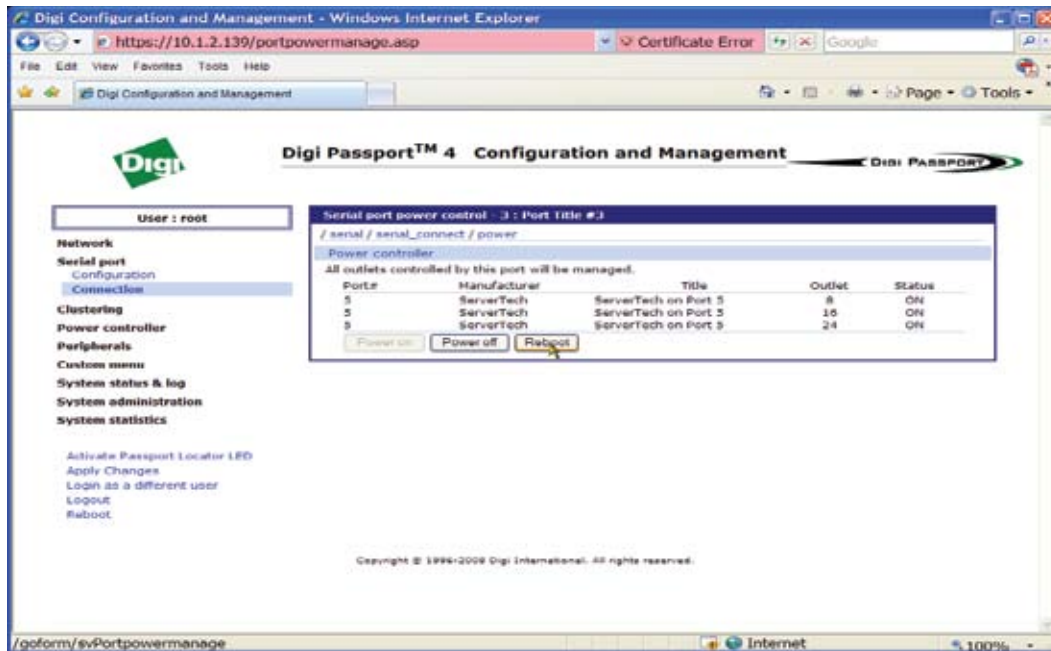 Digi Configuration and Management - Windows Internet Explorer
https://10.1.2.139/portpowermanage.asp
Certificate Error
Google
File Edit View Favorites Tools Help
Digi Configuration and Management
Page
Tools
DIGI
Digi Passport™ 4 Configuration and Management
DIGI PASSPORT
User : root
Network
Serial port
Configuration
Connection
Clustering
Power controller
Peripherals
Custom menu
System status & log
System administration
System statistics
Activate Passport Locator LED
Apply Changes
Login as a different user
Logout
Reboot
Serial port power control - 3 : Port Title #3
/ serial / serial_connect / power
Power controller
All outlets controlled by this port will be managed.
Port# Manufacturer Title Outlet Status
5 ServerTech ServerTech on Port 5 8 ON
5 ServerTech ServerTech on Port 5 16 ON
5 ServerTech ServerTech on Port 5 24 ON
Power on Power off Reboot
Copyright © 1996-2008 Digi International. All rights reserved.
/goform/svPortpowermanage
Internet
100%